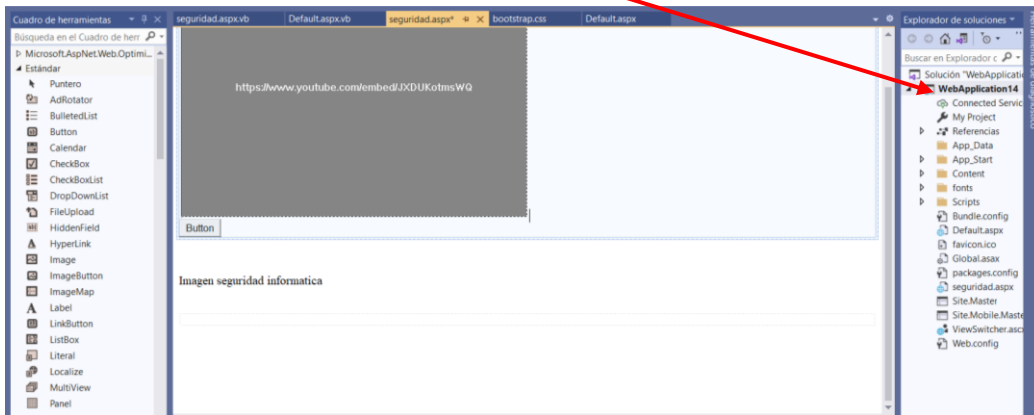 Cuadro de herramientas
Búsqueda en el Cuadro de herr
Microsoft.AspNet.Web.Optimi...
Estándar
Puntero
AdRotator
BulletedList
Button
Calendar
CheckBox
CheckBoxList
DropDownList
FileUpload
HiddenField
HyperLink
Image
ImageButton
ImageMap
Label
LinkButton
ListBox
Literal
Localize
MultiView
Panel
seguridad.aspx.vb Default.aspx.vb seguridad.aspx* bootstrap.css Default.aspx
https://www.youtube.com/embed/JXDUKotmsWQ
Button
Imagen seguridad informatica
Explorador de soluciones
Buscar en Explorador c
Solución "WebApplicatio
WebApplication14
Connected Servic
My Project
Referencias
App_Data
App_Start
Content
fonts
Scripts
Bundle.config
Default.aspx
favicon.ico
Global.asax
packages.config
seguridad.aspx
Site.Master
Site.Mobile.Maste
ViewSwitcher.asc
Web.config